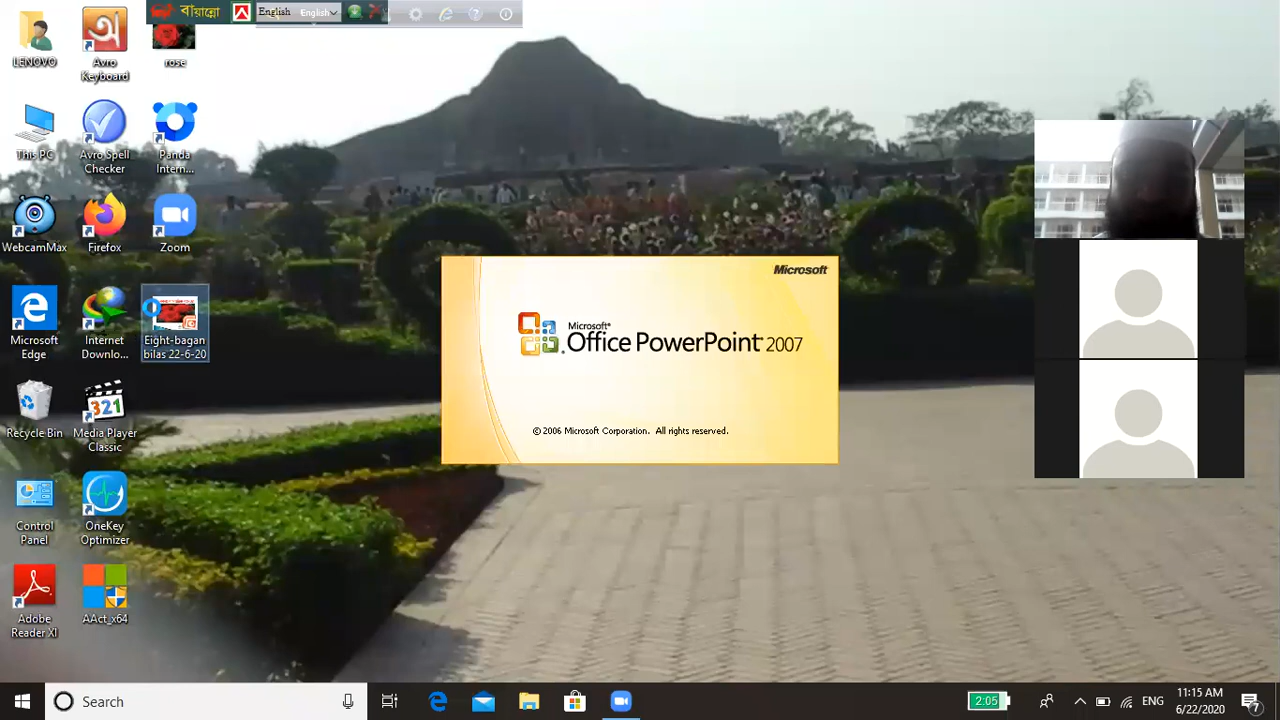 বায়ান্নো
English
English
LENOVO
Avro
Keyboard
rose
This PC
Avro Spell
Checker
Panda
Intern...
WebcamMax
Firefox
Zoom
Microsoft
Edge
Internet
Downlo...
Eight-bagan
bilas 22-6-20
Recycle Bin
321
Media Player
Classic
Control
Panel
OneKey
Optimizer
Adobe
Reader XI
AAct_x64
Microsoft
Microsoft®
Office PowerPoint 2007
© 2006 Microsoft Corporation. All rights reserved.
Search
2:05
ENG
11:15 AM
6/22/2020
7